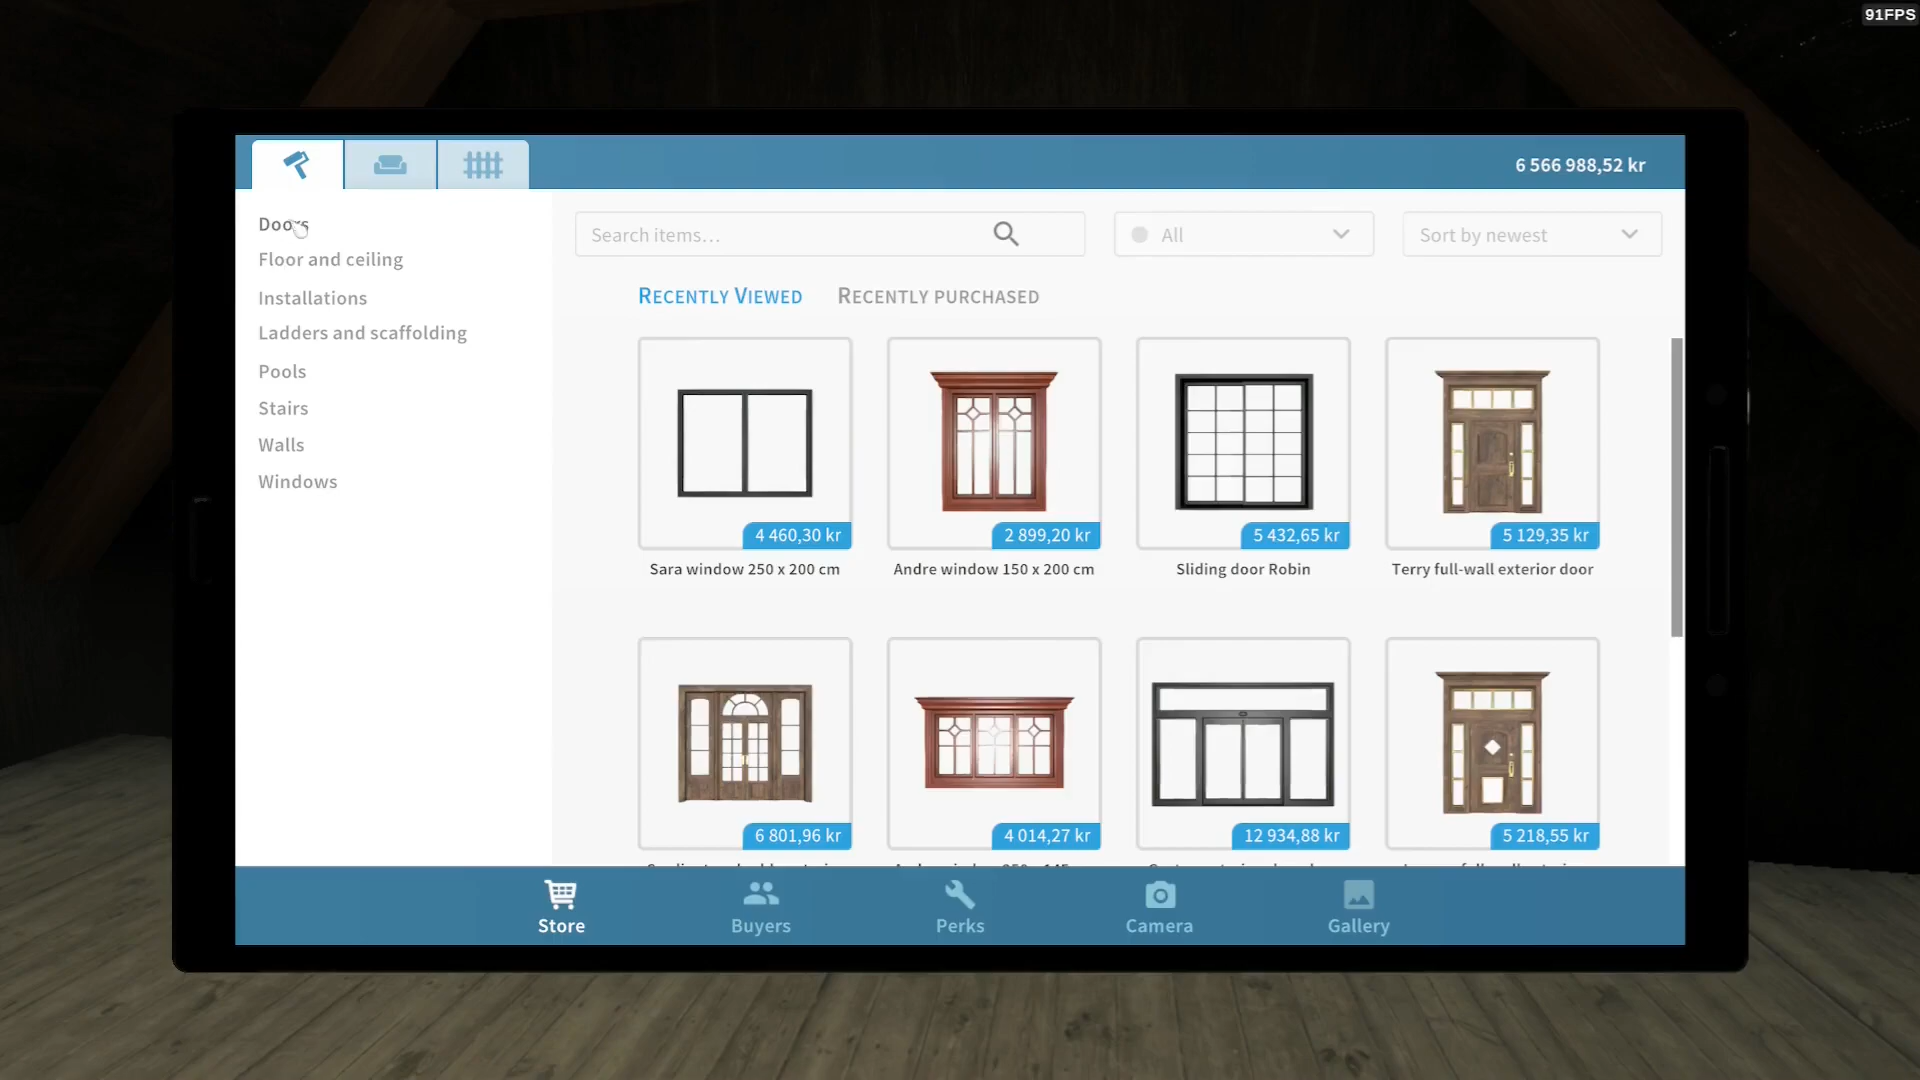 91FPS
6 566 988,52 kr
Doors
Floor and ceiling
Installations
Ladders and scaffolding
Pools
Stairs
Walls
Windows
Search items...
All
Sort by newest
RECENTLY VIEWED
RECENTLY PURCHASED
4 460,30 kr
2 899,20 kr
5 432,65 kr
5 129,35 kr
Sara window 250 x 200 cm
Andre window 150 x 200 cm
Sliding door Robin
Terry full-wall exterior door
6 801,96 kr
4 014,27 kr
12 934,88 kr
5 218,55 kr
Store
Buyers
Perks
Camera
Gallery